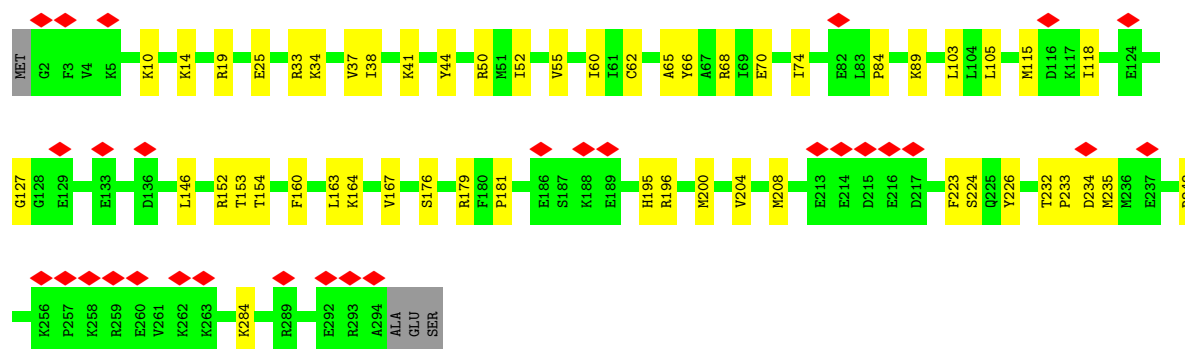 MET G2 F3 V4 K5 K10 K14 R19 E25 R33 K34 V37 I38 K41 Y44 R50 M51 I52 V55 I60 I61 C62 A65 Y66 A67 R68 I69 E70 I74 E82 L83 P84 K89 L103 L104 L105 M115 D116 K117 I118 E124
G127 G128 E129 E133 D136 L146 R152 T153 T154 F160 L163 K164 V167 S176 R179 F180 P181 E186 S187 K188 E189 H195 R196 M200 V204 M208 E213 E214 D215 E216 D217 F223 S224 Q225 Y226 T232 P233 D234 M235 M236 E237
K256 P257 K258 R259 E260 V261 K262 K263 K284 R289 E292 R293 A294 ALA GLU SER